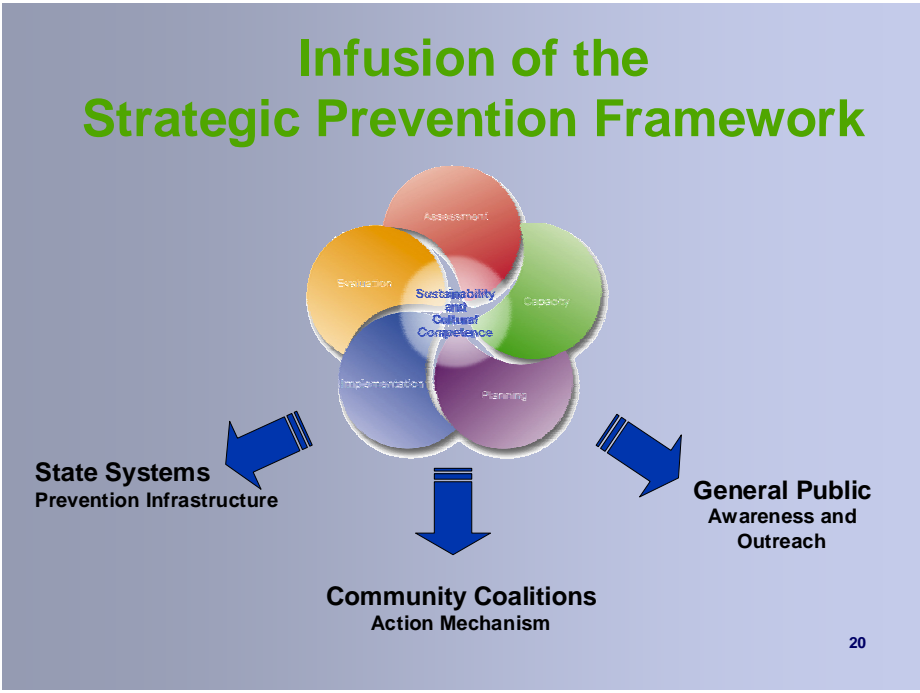 Infusion of the
Strategic Prevention Framework
Assessment
Evaluation
Capacity
Sustainability
and
Cultural
Competence
Implementation
Planning
State Systems
Prevention Infrastructure
General Public
Awareness and
Outreach
Community Coalitions
Action Mechanism
20